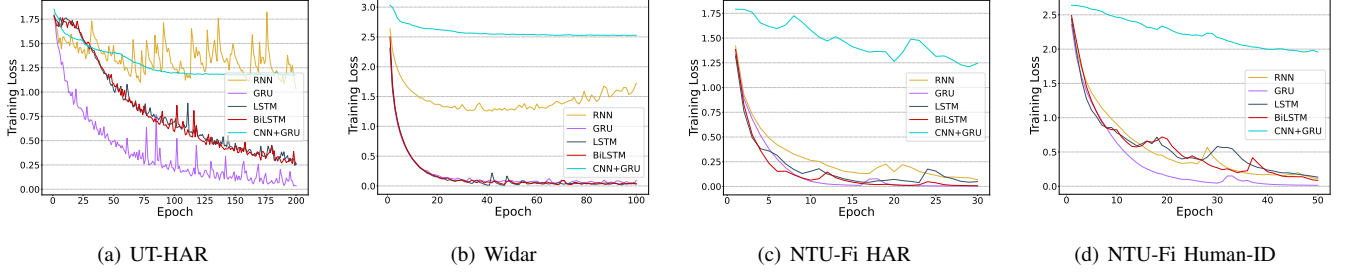 Training Loss
1.75
1.50
1.25
1.00
0.75
0.50
0.25
0.00
0 25 50 75 100 125 150 175 200
Epoch
RNN
GRU
LSTM
BiLSTM
CNN+GRU
(a) UT-HAR
Training Loss
3.0
2.5
2.0
1.5
1.0
0.5
0.0
0 20 40 60 80 100
Epoch
RNN
GRU
LSTM
BiLSTM
CNN+GRU
(b) Widar
Training Loss
1.75
1.50
1.25
1.00
0.75
0.50
0.25
0.00
0 5 10 15 20 25 30
Epoch
RNN
GRU
LSTM
BiLSTM
CNN+GRU
(c) NTU-Fi HAR
Training Loss
2.5
2.0
1.5
1.0
0.5
0.0
0 10 20 30 40 50
Epoch
RNN
GRU
LSTM
BiLSTM
CNN+GRU
(d) NTU-Fi Human-ID